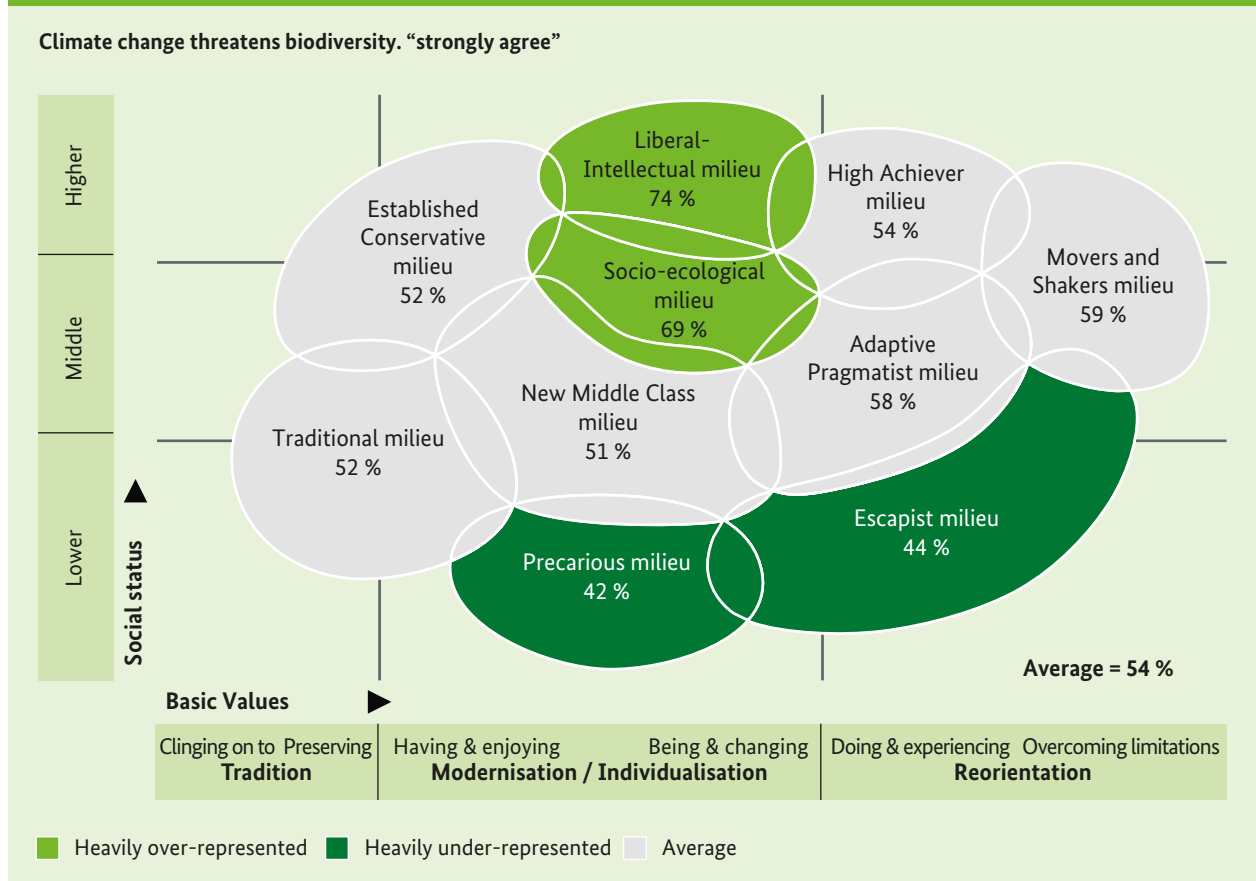 Climate change threatens biodiversity. “strongly agree”
Higher
Middle
Lower
Social status
Liberal-
Intellectual milieu
74 %
High Achiever
milieu
54 %
Established
Conservative
milieu
52 %
Movers and
Shakers milieu
59 %
Socio-ecological
milieu
69 %
Adaptive
Pragmatist milieu
58 %
New Middle Class
milieu
51 %
Traditional milieu
52 %
Escapist milieu
44 %
Precarious milieu
42 %
Average = 54 %
Basic Values
Clinging on to Preserving
Tradition
Having & enjoying Being & changing
Modernisation / Individualisation
Doing & experiencing Overcoming limitations
Reorientation
Heavily over-represented
Heavily under-represented
Average